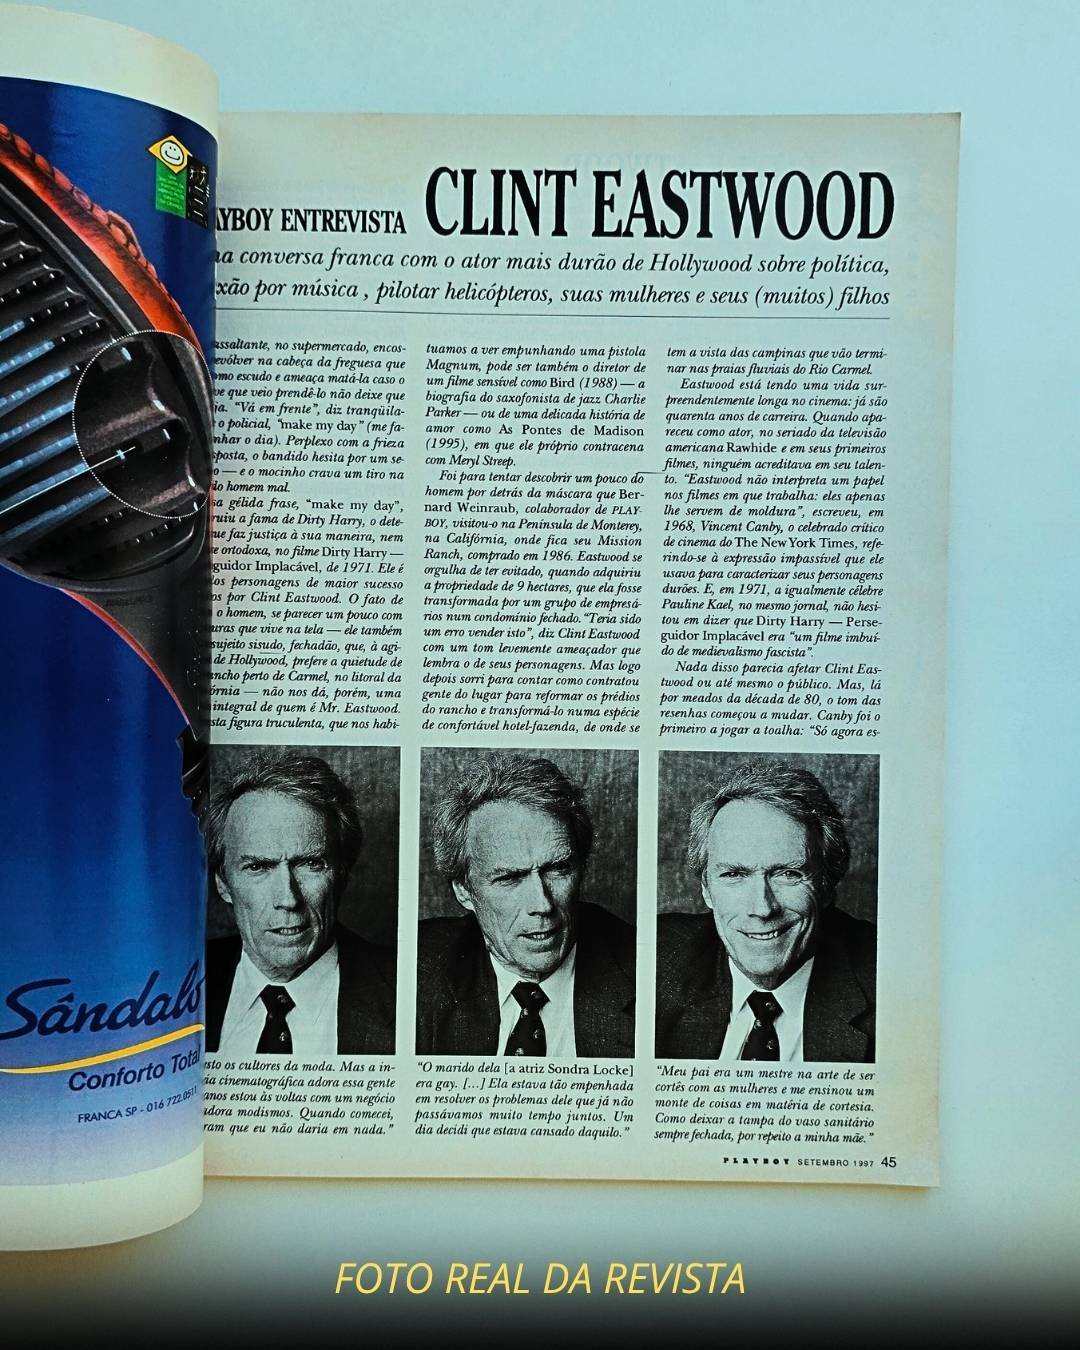 AYBOY ENTREVISTA CLINT EASTWOOD
a conversa franca com o ator mais durão de Hollywood sobre política,
xão por música, pilotar helicópteros, suas mulheres e seus (muitos) filhos
assaltante, no supermercado, encos-
evólver na cabeça da freguesa que
mo escudo e ameaça matá-la caso o
ve que veio prendê-lo não deixe que
ja. “Vá em frente”, diz tranqüila-
o policial, “make my day” (me fa-
nhar o dia). Perplexo com a frieza
sposta, o bandido hesita por um se-
o — e o mocinho crava um tiro na
do homem mal.
sa gélida frase, “make my day”,
ruiu a fama de Dirty Harry, o dete-
ue faz justiça à sua maneira, nem
e ortodoxa, no filme Dirty Harry —
guidor Implacável, de 1971. Ele é
los personagens de maior sucesso
os por Clint Eastwood. O fato de
o homem, se parecer um pouco com
uras que vive na tela — ele também
sujeito sisudo, fechadão, que, à agi-
de Hollywood, prefere a quietude de
ancho perto de Carmel, no litoral da
órnia — não nos dá, porém, uma
integral de quem é Mr. Eastwood.
sta figura truculenta, que nos habi-
tuamos a ver empunhando uma pistola
Magnum, pode ser também o diretor de
um filme sensível como Bird (1988) — a
biografia do saxofonista de jazz Charlie
Parker — ou de uma delicada história de
amor como As Pontes de Madison
(1995), em que ele próprio contracena
com Meryl Streep.
Foi para tentar descobrir um pouco do
homem por detrás da máscara que Ber-
nard Weinraub, colaborador de PLAY-
BOY, visitou-o na Península de Monterey,
na Califórnia, onde fica seu Mission
Ranch, comprado em 1986. Eastwood se
orgulha de ter evitado, quando adquiriu
a propriedade de 9 hectares, que ela fosse
transformada por um grupo de empresá-
rios num condomínio fechado. “Teria sido
um erro vender isto”, diz Clint Eastwood
com um tom levemente ameaçador que
lembra o de seus personagens. Mas logo
depois sorri para contar como contratou
gente do lugar para reformar os prédios
do rancho e transformá-lo numa espécie
de confortável hotel-fazenda, de onde se
tem a vista das campinas que vão termi-
nar nas praias fluviais do Rio Carmel.
Eastwood está tendo uma vida sur-
preendentemente longa no cinema: já são
quarenta anos de carreira. Quando apa-
receu como ator, no seriado da televisão
americana Rawhide e em seus primeiros
filmes, ninguém acreditava em seu talen-
to. “Eastwood não interpreta um papel
nos filmes em que trabalha: eles apenas
lhe servem de moldura”, escreveu, em
1968, Vincent Canby, o celebrado crítico
de cinema do The New York Times, refe-
rindo-se à expressão impassível que ele
usava para caracterizar seus personagens
durões. E, em 1971, a igualmente célebre
Pauline Kael, no mesmo jornal, não hesi-
tou em dizer que Dirty Harry — Perse-
guidor Implacável era “um filme imbuí-
do de medievalismo fascista”.
Nada disso parecia afetar Clint Eas-
twood ou até mesmo o público. Mas, lá
por meados da década de 80, o tom das
resenhas começou a mudar. Canby foi o
primeiro a jogar a toalha: “Só agora es-
sto os cultores da moda. Mas a in-
ia cinematográfica adora essa gente
anos estou às voltas com um negócio
adora modismos. Quando comecei,
ram que eu não daria em nada.”
“O marido dela [a atriz Sondra Locke]
era gay. [...] Ela estava tão empenhada
em resolver os problemas dele que já não
passávamos muito tempo juntos. Um
dia decidi que estava cansado daquilo.”
“Meu pai era um mestre na arte de ser
cortês com as mulheres e me ensinou um
monte de coisas em matéria de cortesia.
Como deixar a tampa do vaso sanitário
sempre fechada, por repeito a minha mãe.”
PLAYBOY SETEMBRO 1997 45
Sândalo
Conforto Total
FRANCA SP - 016 722.0511
FOTO REAL DA REVISTA